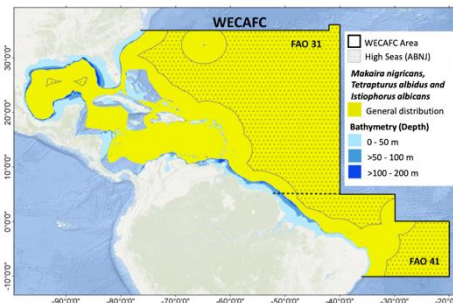 WECAFC
FAO 31
FAO 41
WECAFC Area
High Seas (ABNJ)
Makaira nigricans,
Tetrapturus albidus and
Istiophorus albicans
General distribution
Bathymetry (Depth)
0 - 50 m
>50 - 100 m
>100 - 200 m
30°0'0"
20°0'0"
10°0'0"
0°0'0"
-10°0'0"
-90°0'0" -80°0'0" -70°0'0" -60°0'0" -50°0'0" -40°0'0" -30°0'0" -20°0'0"